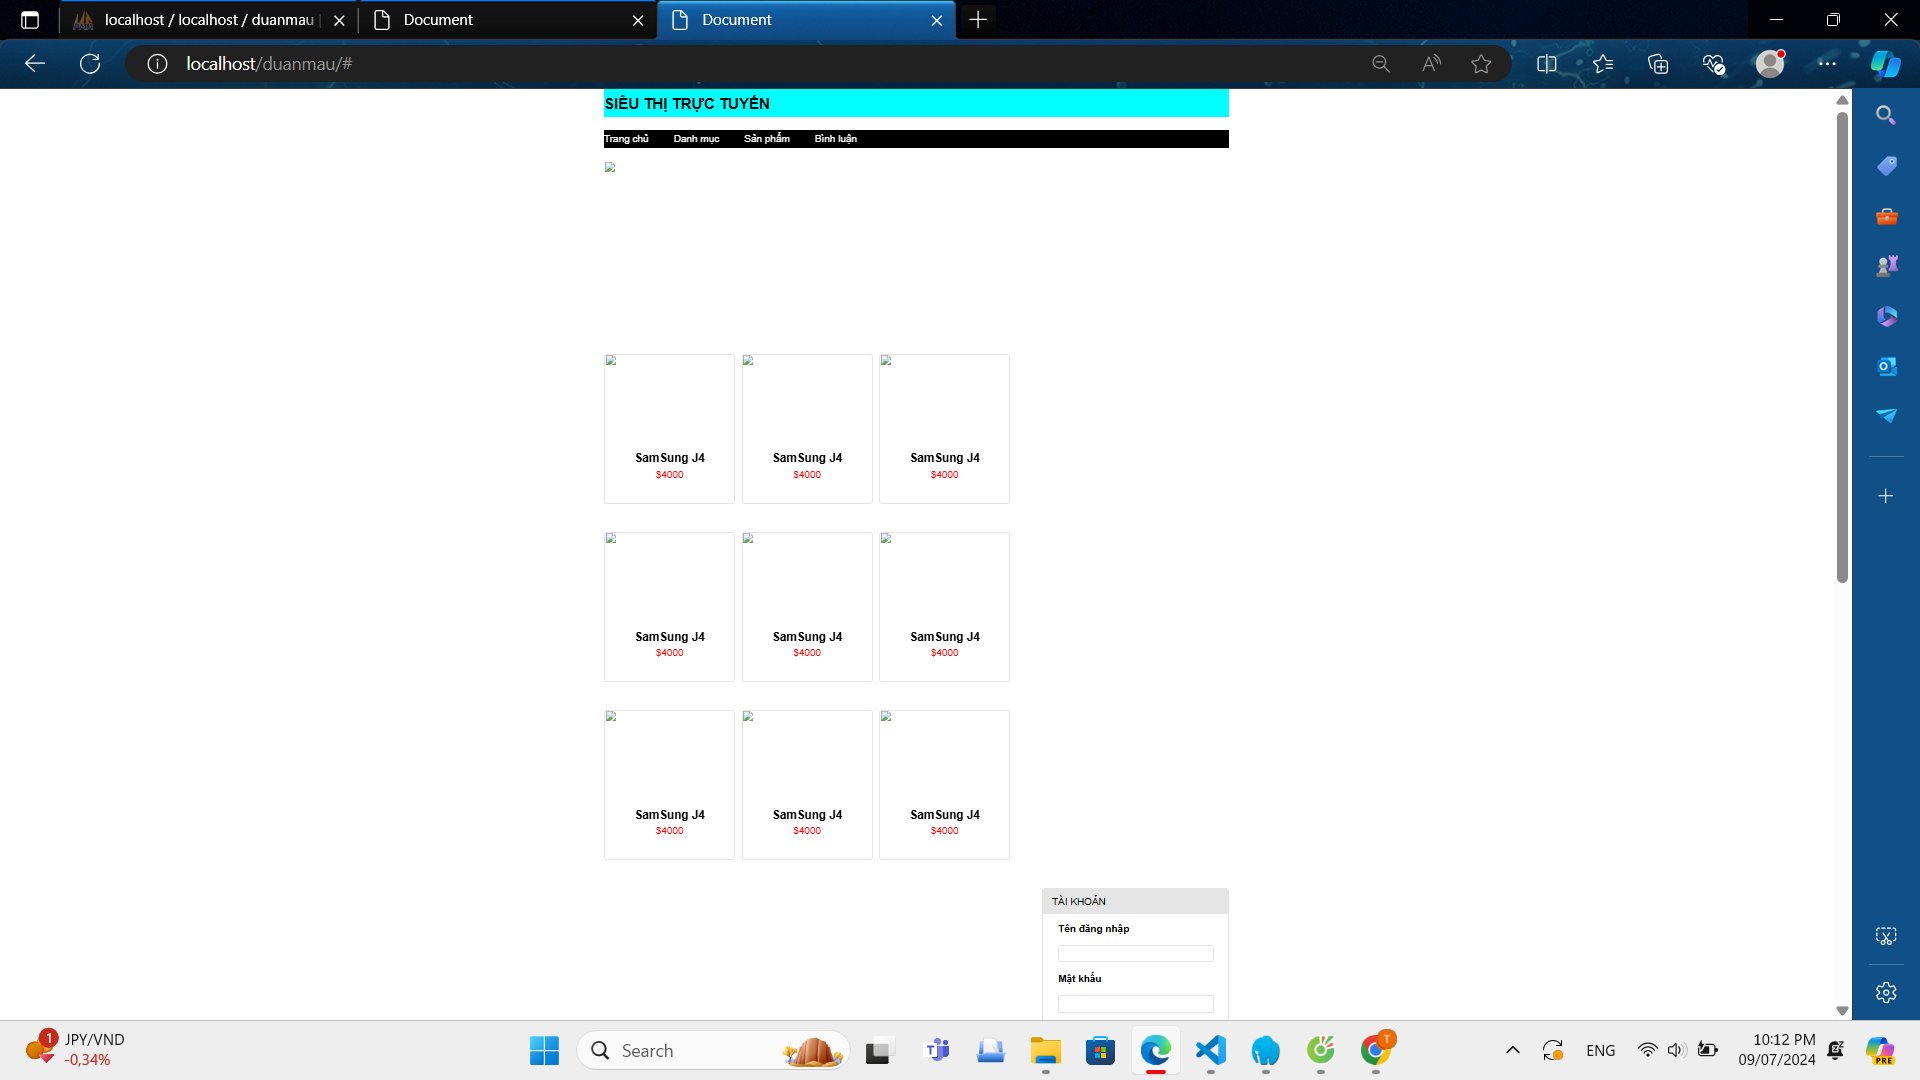 localhost / localhost / duanmau
Document
Document
localhost/duanmau/#
SIÊU THỊ TRỰC TUYẾN
Trang chủ Danh mục Sản phẩm Bình luận
SamSung J4 SamSung J4 SamSung J4
$4000 $4000 $4000
SamSung J4 SamSung J4 SamSung J4
$4000 $4000 $4000
SamSung J4 SamSung J4 SamSung J4
$4000 $4000 $4000
TÀI KHOẢN
Tên đăng nhập
Mật khẩu
1
JPY/VND
-0,34%
Search
T
ENG
10:12 PM
09/07/2024
PRE